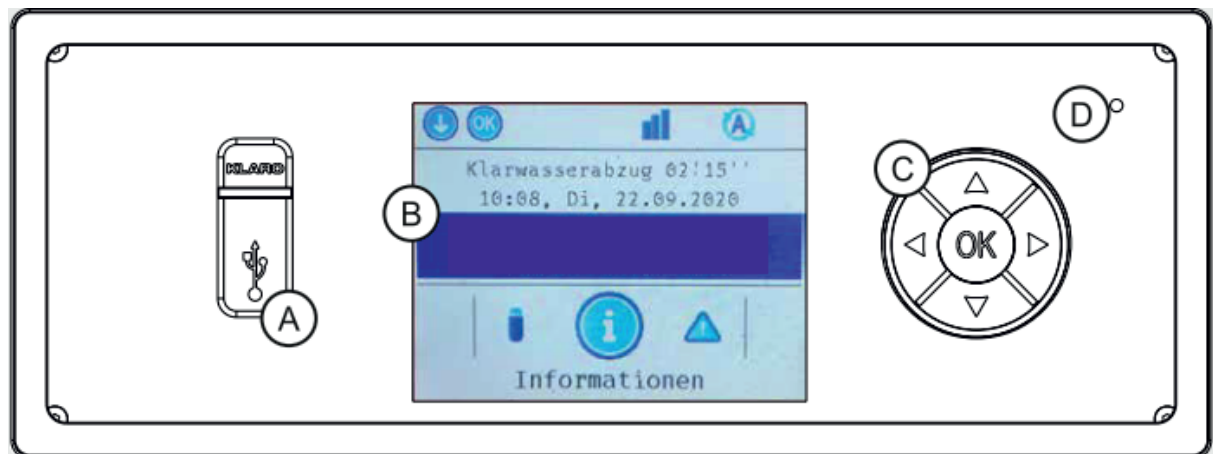 KLARO
A
B
OK
A
Klarwasserabzug 02'15''
10:08, Di, 22.09.2020
Informationen
C
OK
D